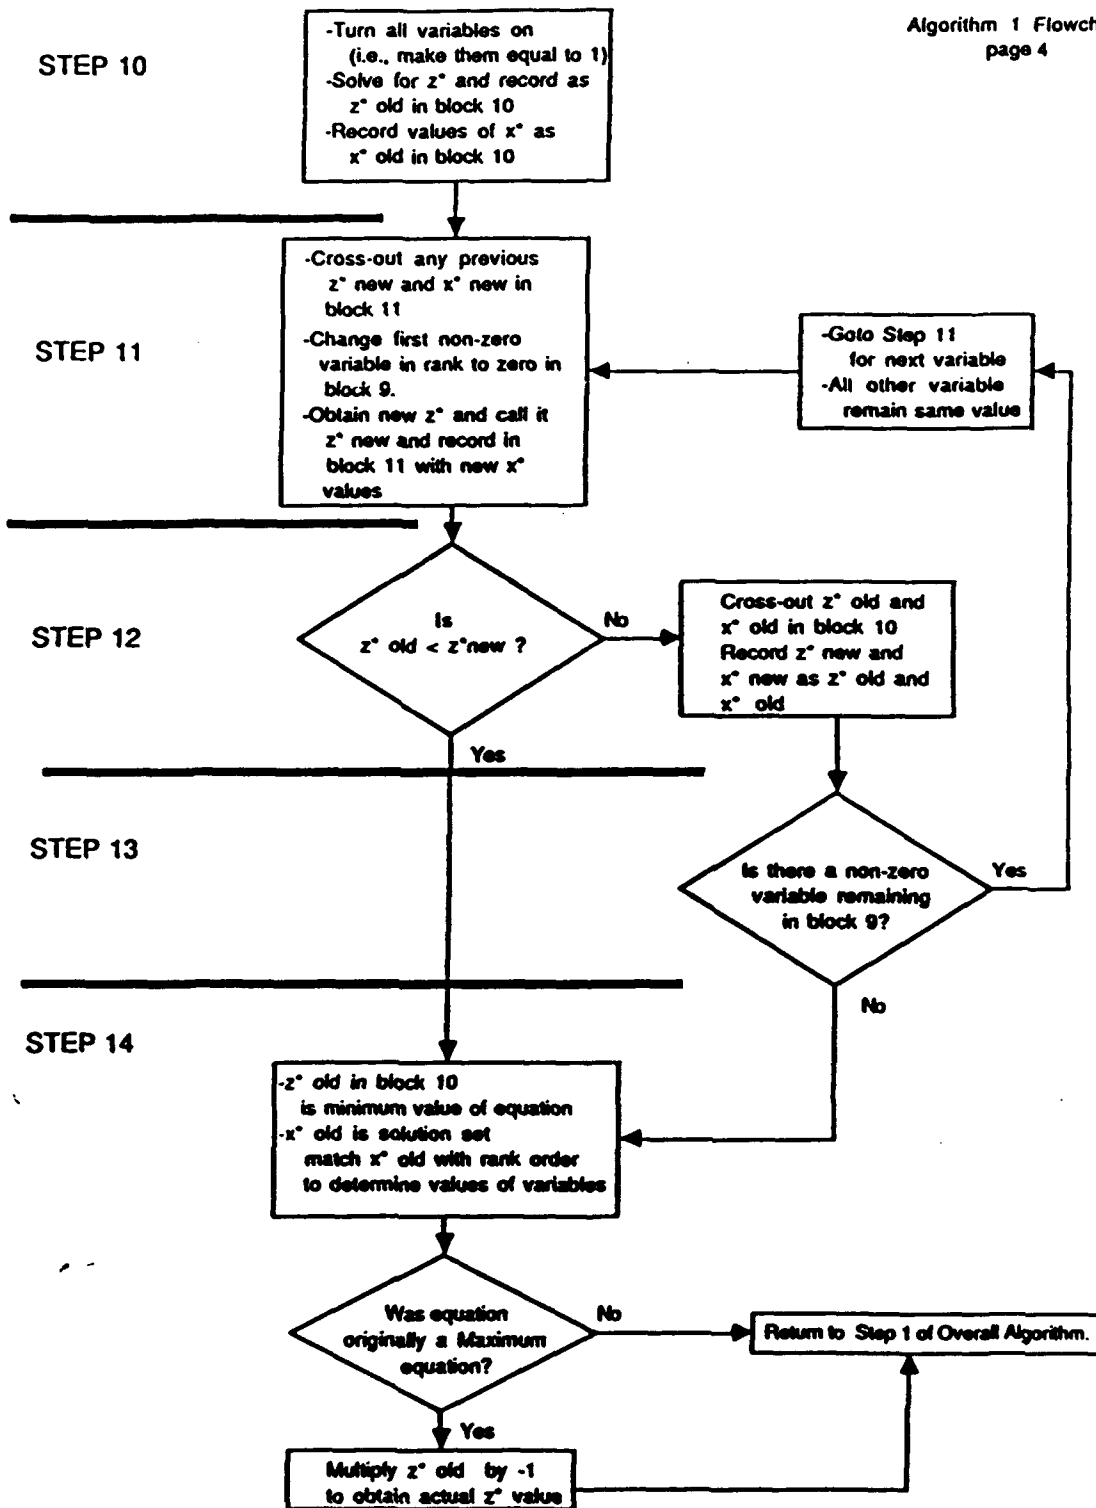 Algorithm 1 Flowch
page 4
STEP 10
-Turn all variables on
(i.e., make them equal to 1)
-Solve for z* and record as
z* old in block 10
-Record values of x* as
x* old in block 10
STEP 11
-Cross-out any previous
z* new and x* new in
block 11
-Change first non-zero
variable in rank to zero in
block 9.
-Obtain new z* and call it
z* new and record in
block 11 with new x*
values
-Goto Step 11
for next variable
-All other variable
remain same value
STEP 12
Is
z* old < z*new ?
No
Yes
Cross-out z* old and
x* old in block 10
Record z* new and
x* new as z* old and
x* old
STEP 13
Is there a non-zero
variable remaining
in block 9?
Yes
No
STEP 14
-z* old in block 10
is minimum value of equation
-x* old is solution set
match x* old with rank order
to determine values of variables
Was equation
originally a Maximum
equation?
No
Yes
Return to Step 1 of Overall Algorithm.
Multiply z* old by -1
to obtain actual z* value